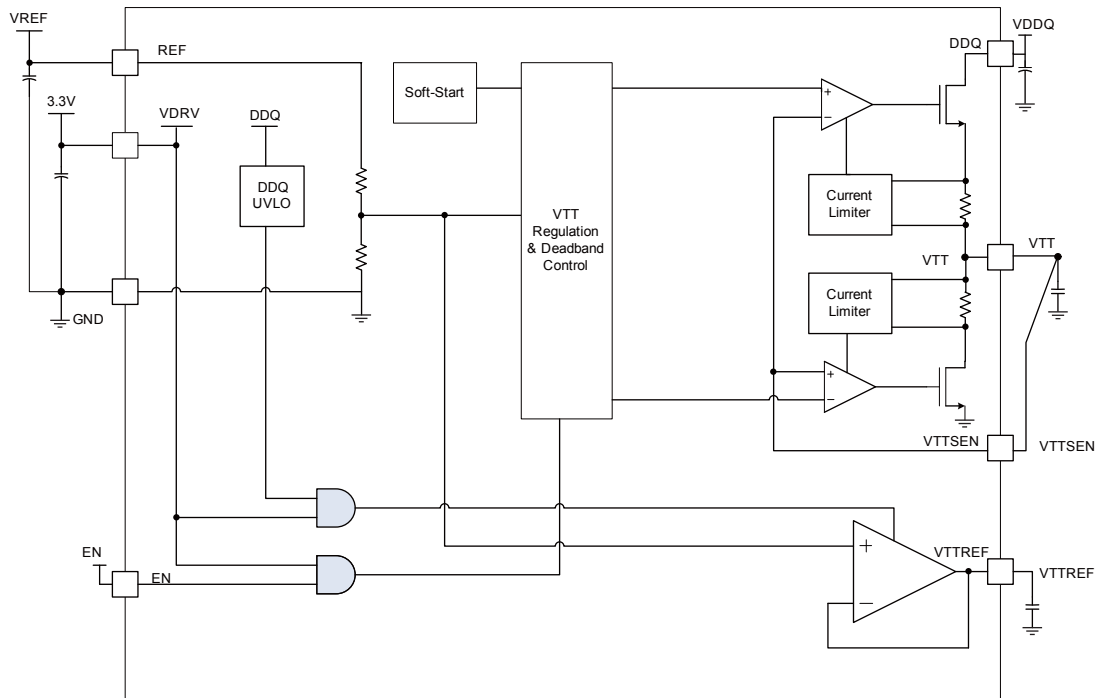 VREF
REF
3.3V
VDRV
DDQ
DDQ
UVLO
GND
Soft-Start
VTT
Regulation
& Deadband
Control
+
−
DDQ
VDDQ
Current
Limiter
VTT
VTT
Current
Limiter
+
−
VTTSEN
VTTSEN
EN
EN
+
−
VTTREF
VTTREF